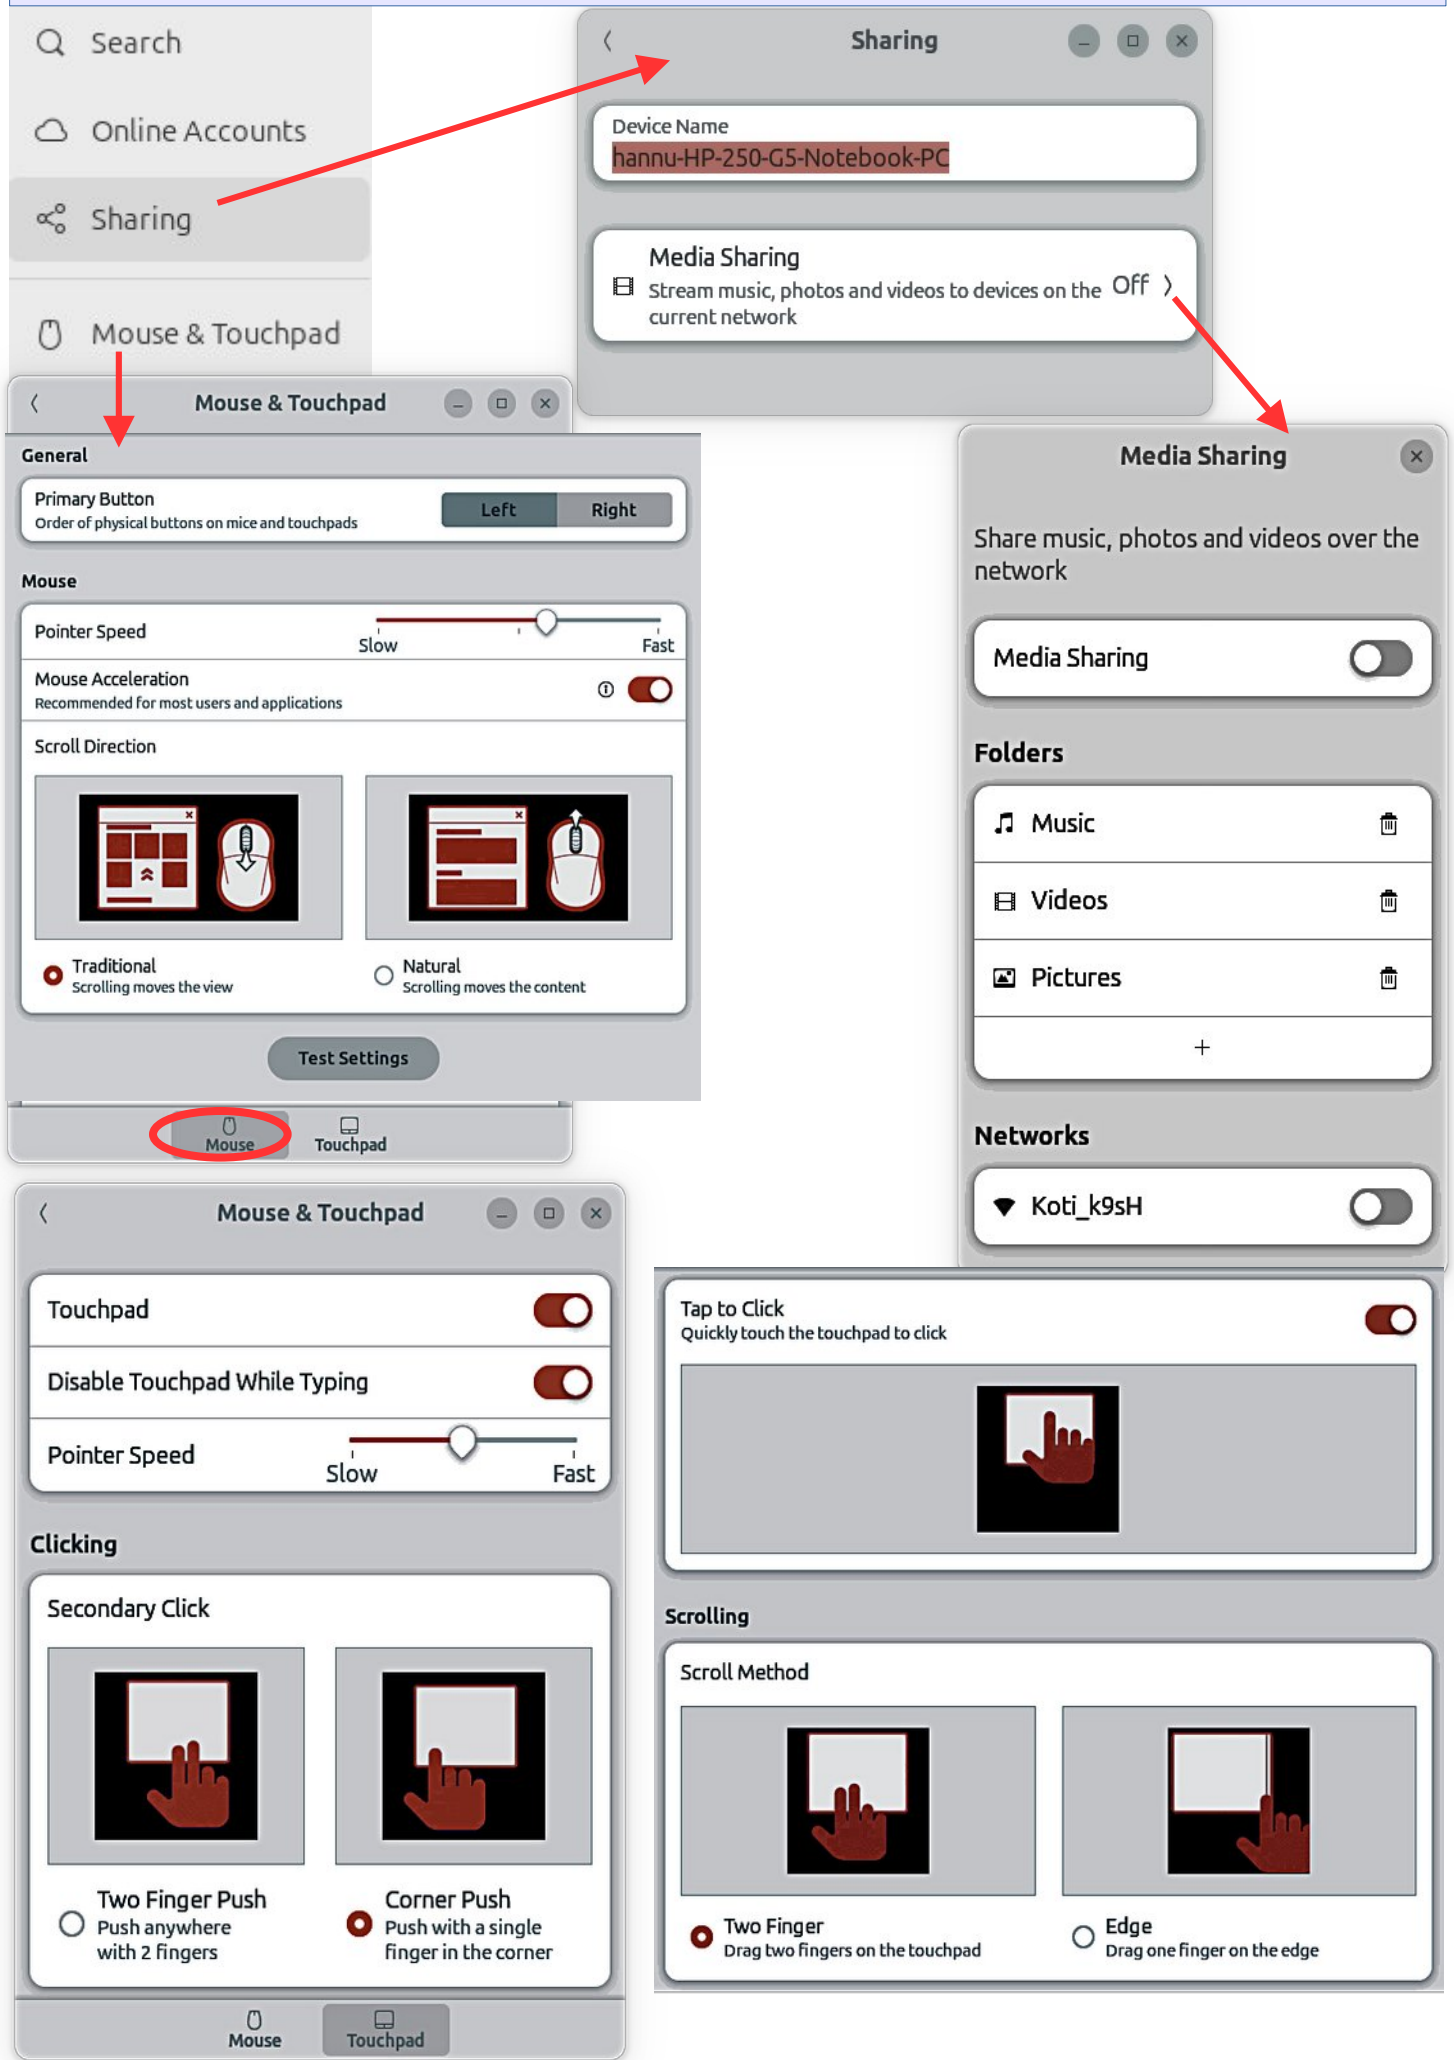 Search
Online Accounts
Sharing
Mouse & Touchpad
Sharing
Device Name
hannu-HP-250-G5-Notebook-PC
Media Sharing
Stream music, photos and videos to devices on the
current network
Off
Mouse & Touchpad
General
Primary Button
Order of physical buttons on mice and touchpads
Left Right
Mouse
Pointer Speed
Slow Fast
Mouse Acceleration
Recommended for most users and applications
Scroll Direction
Traditional
Scrolling moves the view
Natural
Scrolling moves the content
Test Settings
Mouse Touchpad
Media Sharing
Share music, photos and videos over the
network
Media Sharing
Folders
Music
Videos
Pictures
+
Networks
Koti_k9sH
Mouse & Touchpad
Touchpad
Disable Touchpad While Typing
Pointer Speed
Slow Fast
Clicking
Secondary Click
Two Finger Push
Push anywhere
with 2 fingers
Corner Push
Push with a single
finger in the corner
Mouse Touchpad
Tap to Click
Quickly touch the touchpad to click
Scrolling
Scroll Method
Two Finger
Drag two fingers on the touchpad
Edge
Drag one finger on the edge